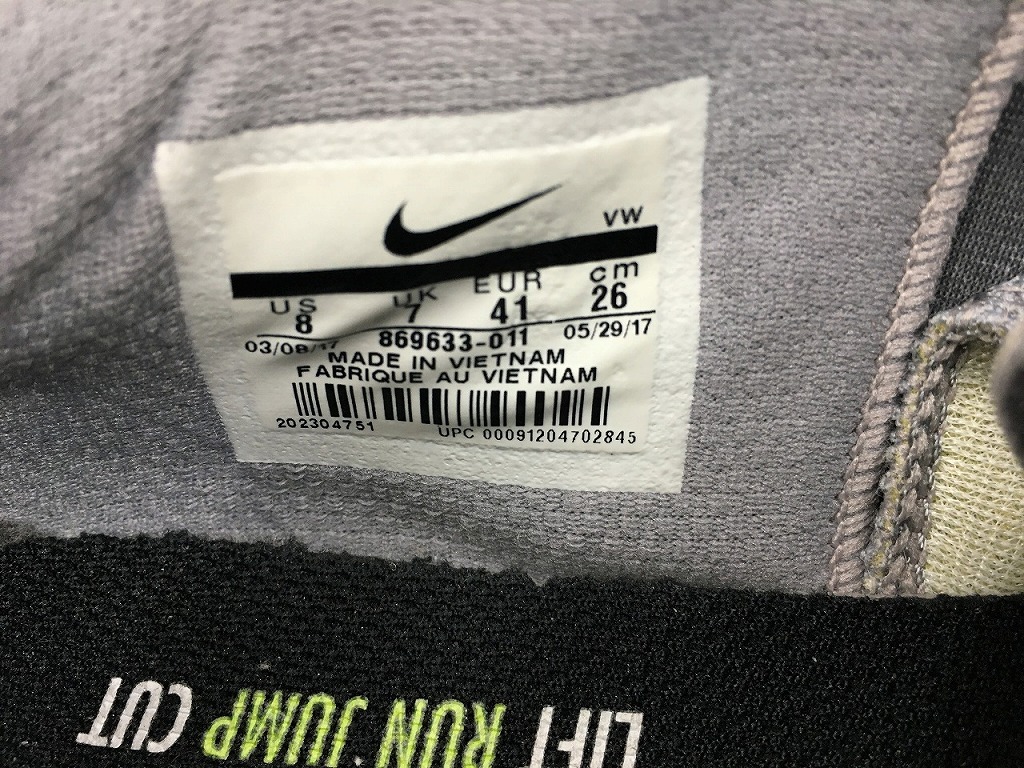 VW
US UK EUR cm
8 7 41 26
03/08/17 869633-011 05/29/17
MADE IN VIETNAM
FABRIQUE AU VIETNAM
202304751
UPC 00091204702845
LIFT RUN JUMP CUT